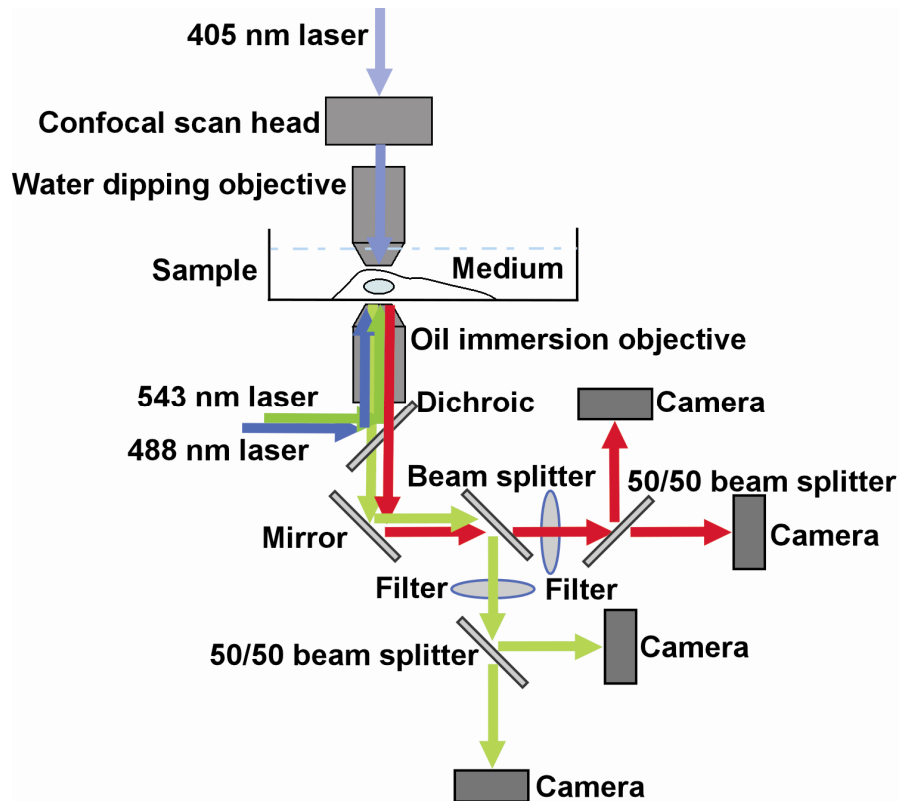 405 nm laser
Confocal scan head
Water dipping objective
Sample
Medium
Oil immersion objective
543 nm laser
Dichroic
Camera
488 nm laser
Beam splitter
50/50 beam splitter
Mirror
Camera
Filter
Filter
50/50 beam splitter
Camera
Camera